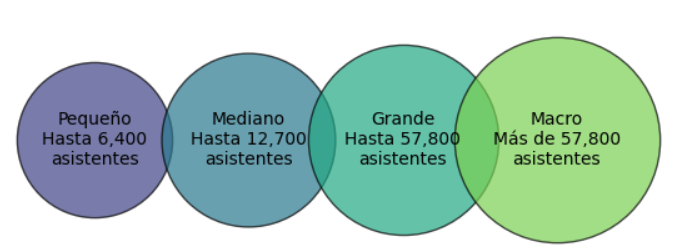 Pequeño
Hasta 6,400
asistentes
Mediano
Hasta 12,700
asistentes
Grande
Hasta 57,800
asistentes
Macro
Más de 57,800
asistentes